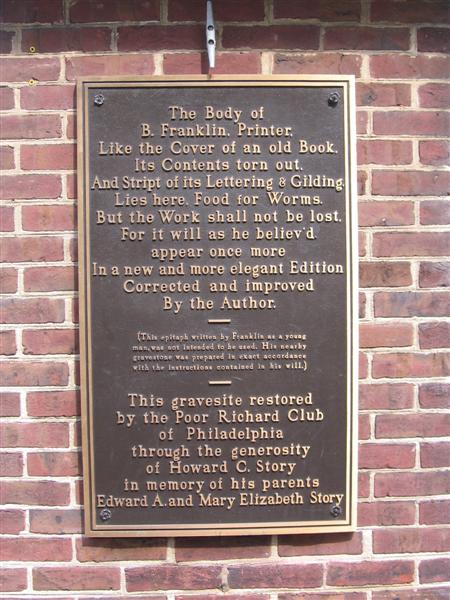 The Body of
B. Franklin, Printer,
Like the Cover of an old Book,
Its Contents torn out,
And Stript of its Lettering & Gilding,
Lies here, Food for Worms.
But the Work shall not be lost,
For it will as he believ'd
appear once more
In a new and more elegant Edition
Corrected and improved
By the Author.
(This epitaph written by Franklin as a young
man, was not intended to be used. His nearby
gravestone was prepared in exact accordance
with the instructions contained in his will.)
This gravesite restored
by the Poor Richard Club
of Philadelphia
through the generosity
of Howard C. Story
in memory of his parents
Edward A. and Mary Elizabeth Story